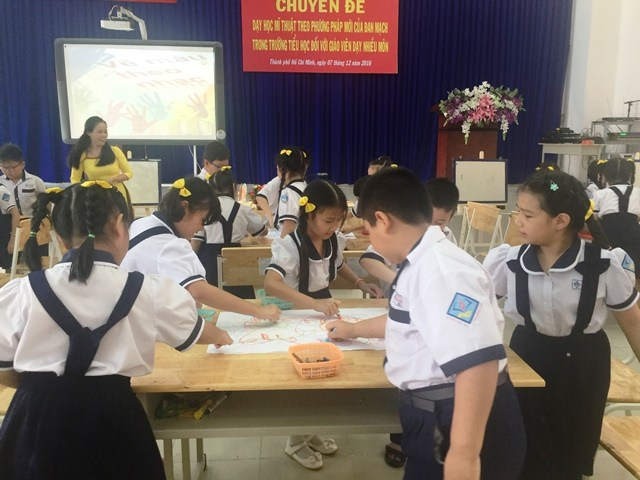 CHUYÊN ĐỀ
DẠY HỌC MĨ THUẬT THEO PHƯƠNG PHÁP MỚI CỦA ĐAN MẠCH
TRONG TRƯỜNG TIỂU HỌC ĐỐI VỚI GIÁO VIÊN DẠY NHIỀU MÔN
Thành phố Hồ Chí Minh, ngày 07 tháng 12 năm 2016
theo